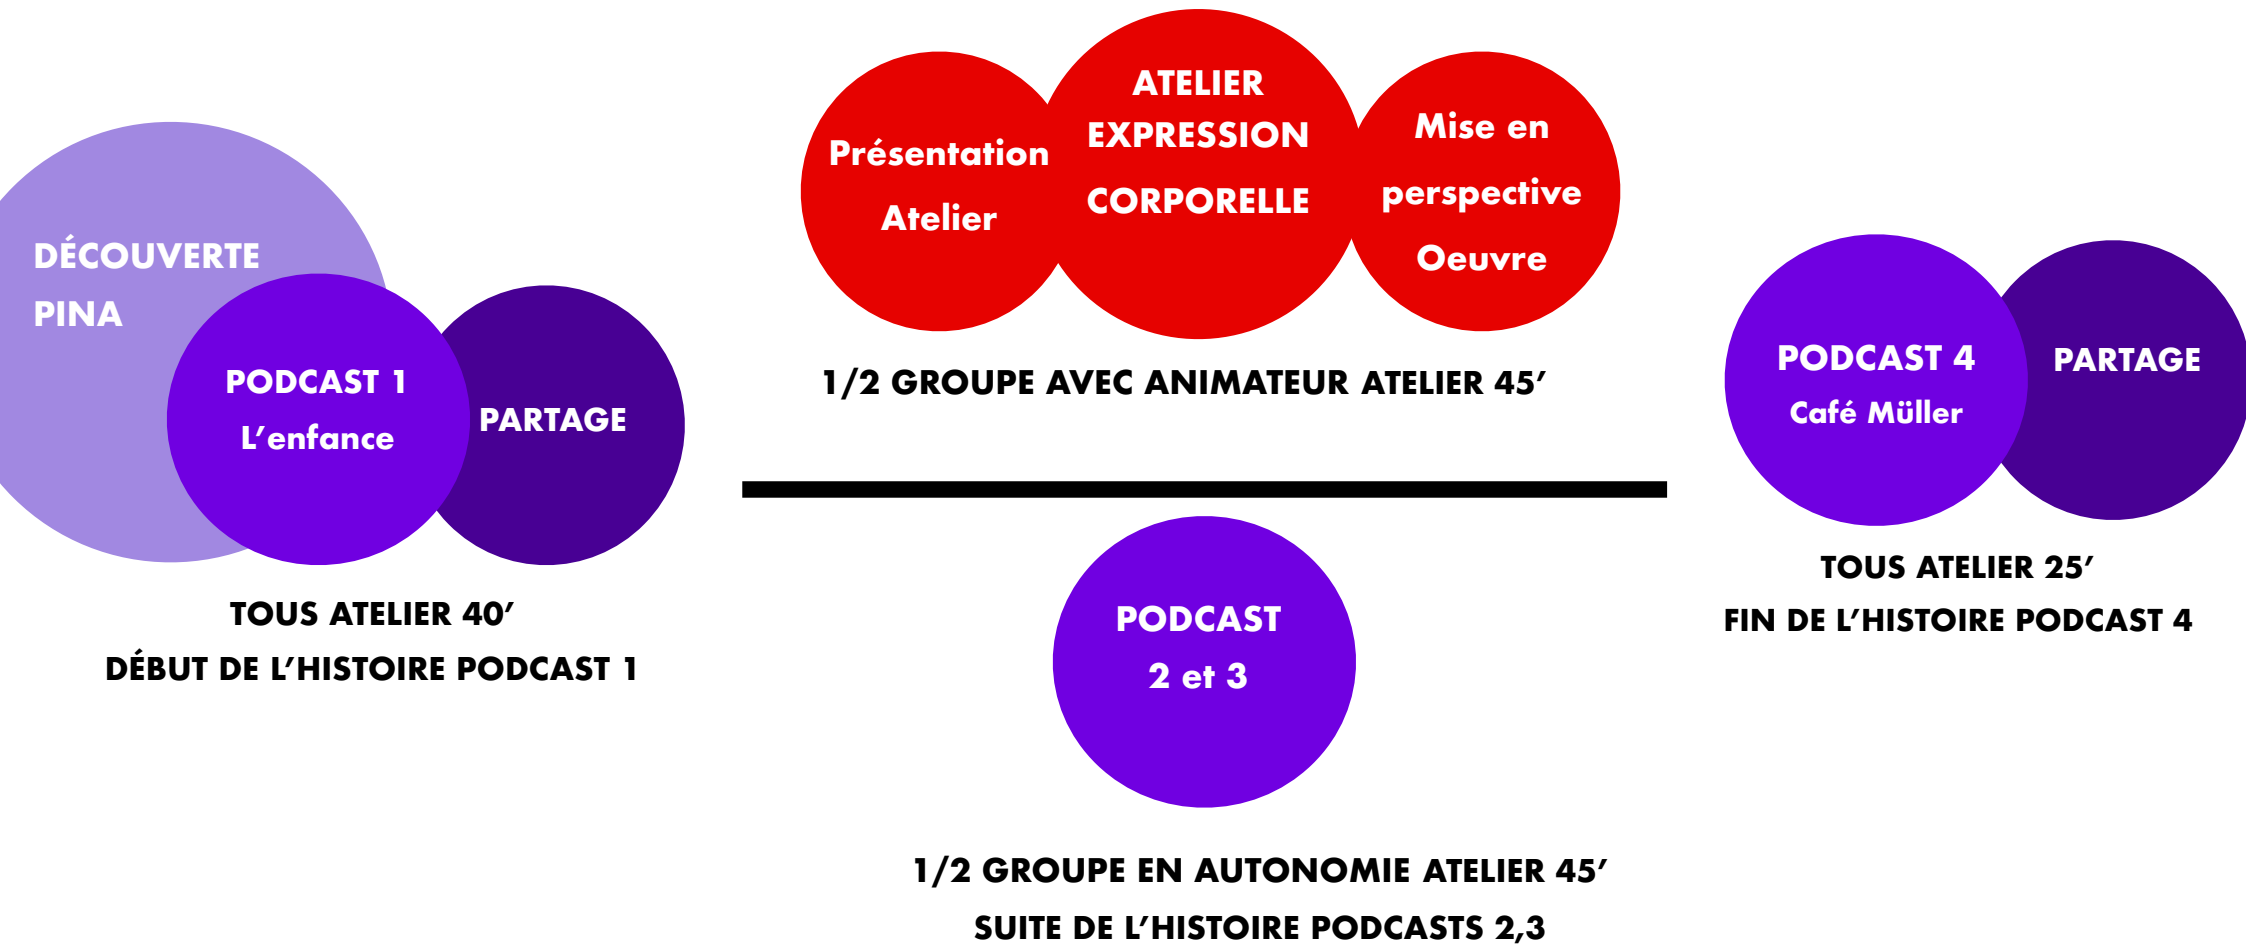 DÉCOUVERTE
PINA
PODCAST 1
L’enfance
PARTAGE
TOUS ATELIER 40’
DÉBUT DE L’HISTOIRE PODCAST 1
Présentation
Atelier
ATELIER
EXPRESSION
CORPORELLE
Mise en
perspective
Oeuvre
1/2 GROUPE AVEC ANIMATEUR ATELIER 45’
PODCAST
2 et 3
1/2 GROUPE EN AUTONOMIE ATELIER 45’
SUITE DE L’HISTOIRE PODCASTS 2,3
PODCAST 4
Café Müller
PARTAGE
TOUS ATELIER 25’
FIN DE L’HISTOIRE PODCAST 4